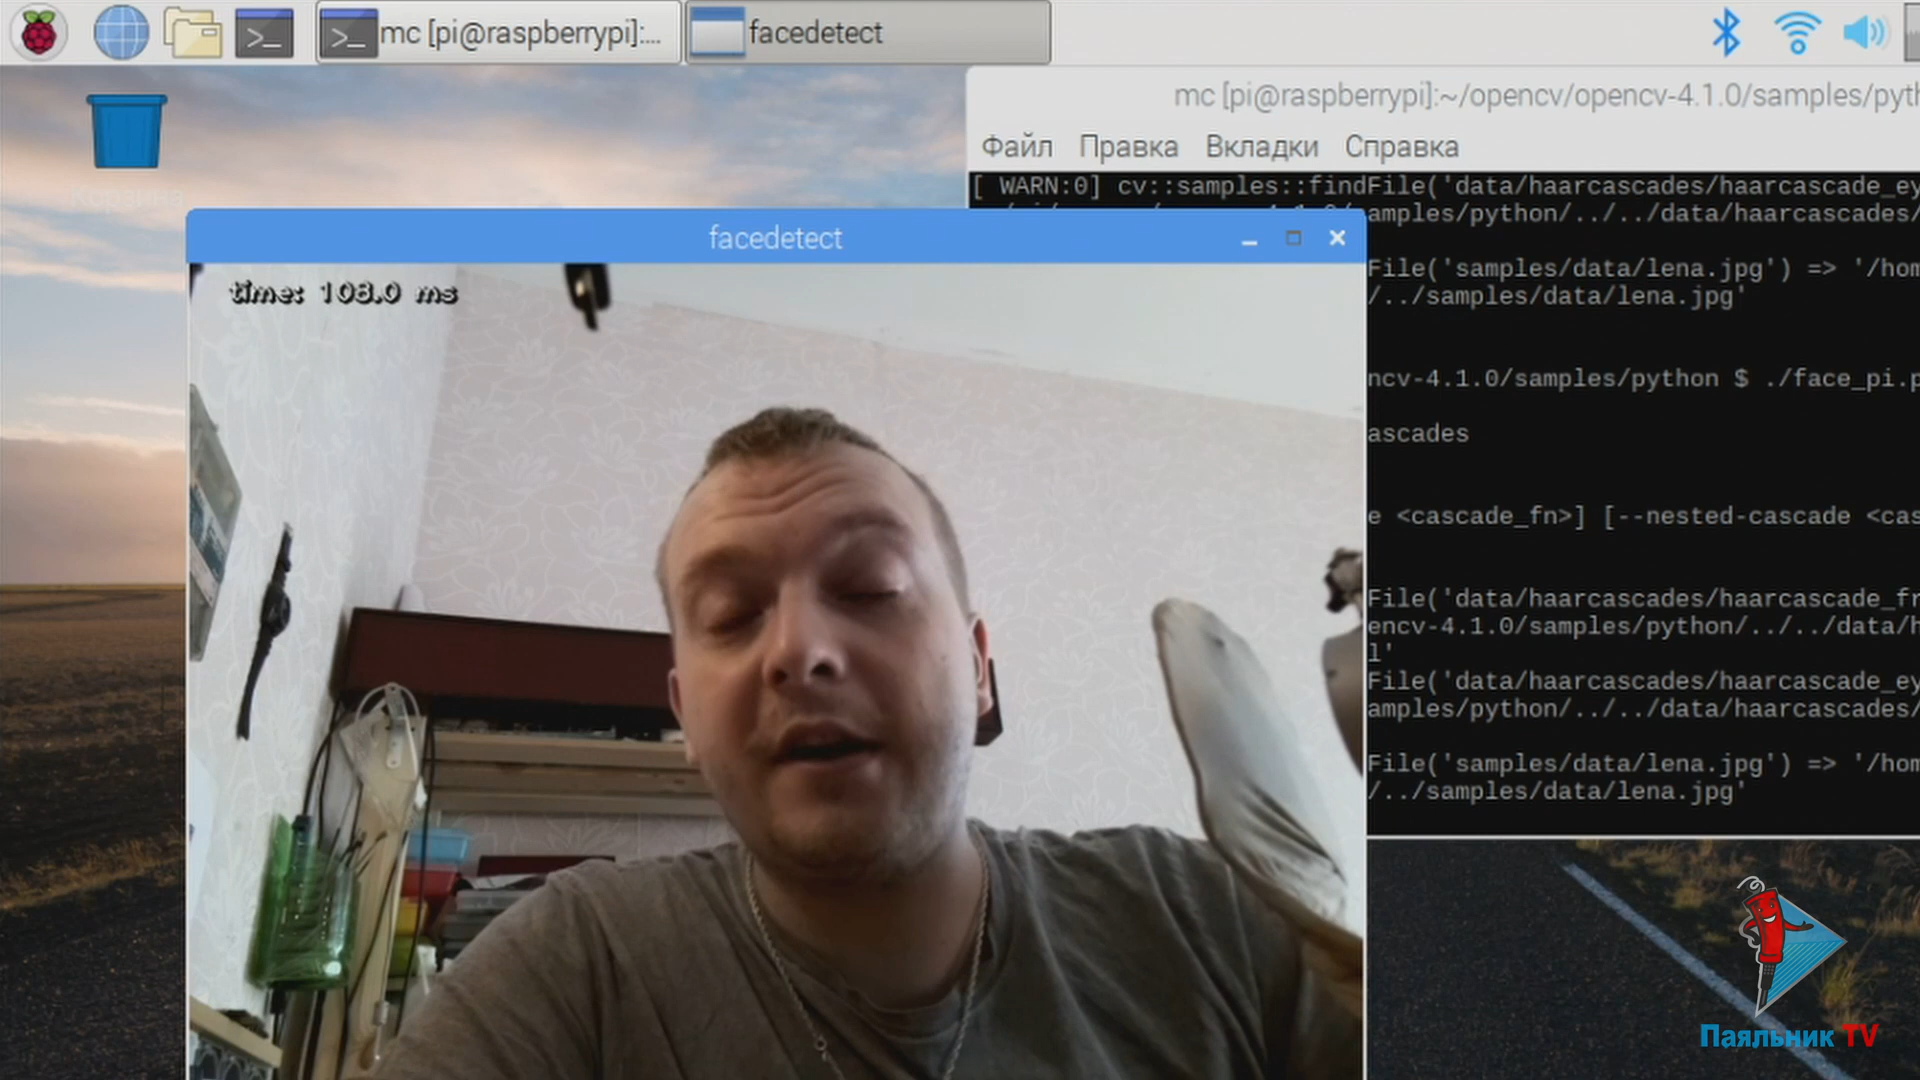 mc [pi@raspberrypi]:...
facedetect
mc [pi@raspberrypi]:~/opencv/opencv-4.1.0/samples/pyth
Файл Правка Вкладки Справка
[ WARN:0] cv::samples::findFile('data/haarcascades/haarcascade_ey
samples/python/../../data/haarcascades/
File('samples/data/lena.jpg') => '/hom
/../samples/data/lena.jpg'
ncv-4.1.0/samples/python $ ./face_pi.p
ascades
e <cascade_fn>] [--nested-cascade <cas
File('data/haarcascades/haarcascade_fr
encv-4.1.0/samples/python/../../data/h
l'
File('data/haarcascades/haarcascade_ey
amples/python/../../data/haarcascades/
File('samples/data/lena.jpg') => '/hom
/../samples/data/lena.jpg'
Корзина
facedetect
time: 108.0 ms
Паяльник TV